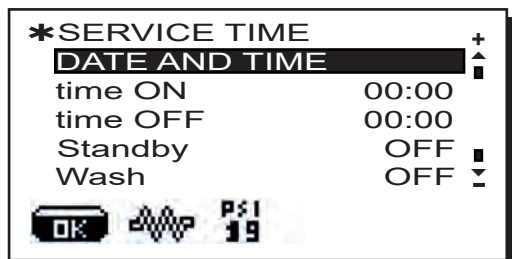 *SERVICE TIME
DATE AND TIME
time ON 00:00
time OFF 00:00
Standby OFF
Wash OFF
OK PSI
19